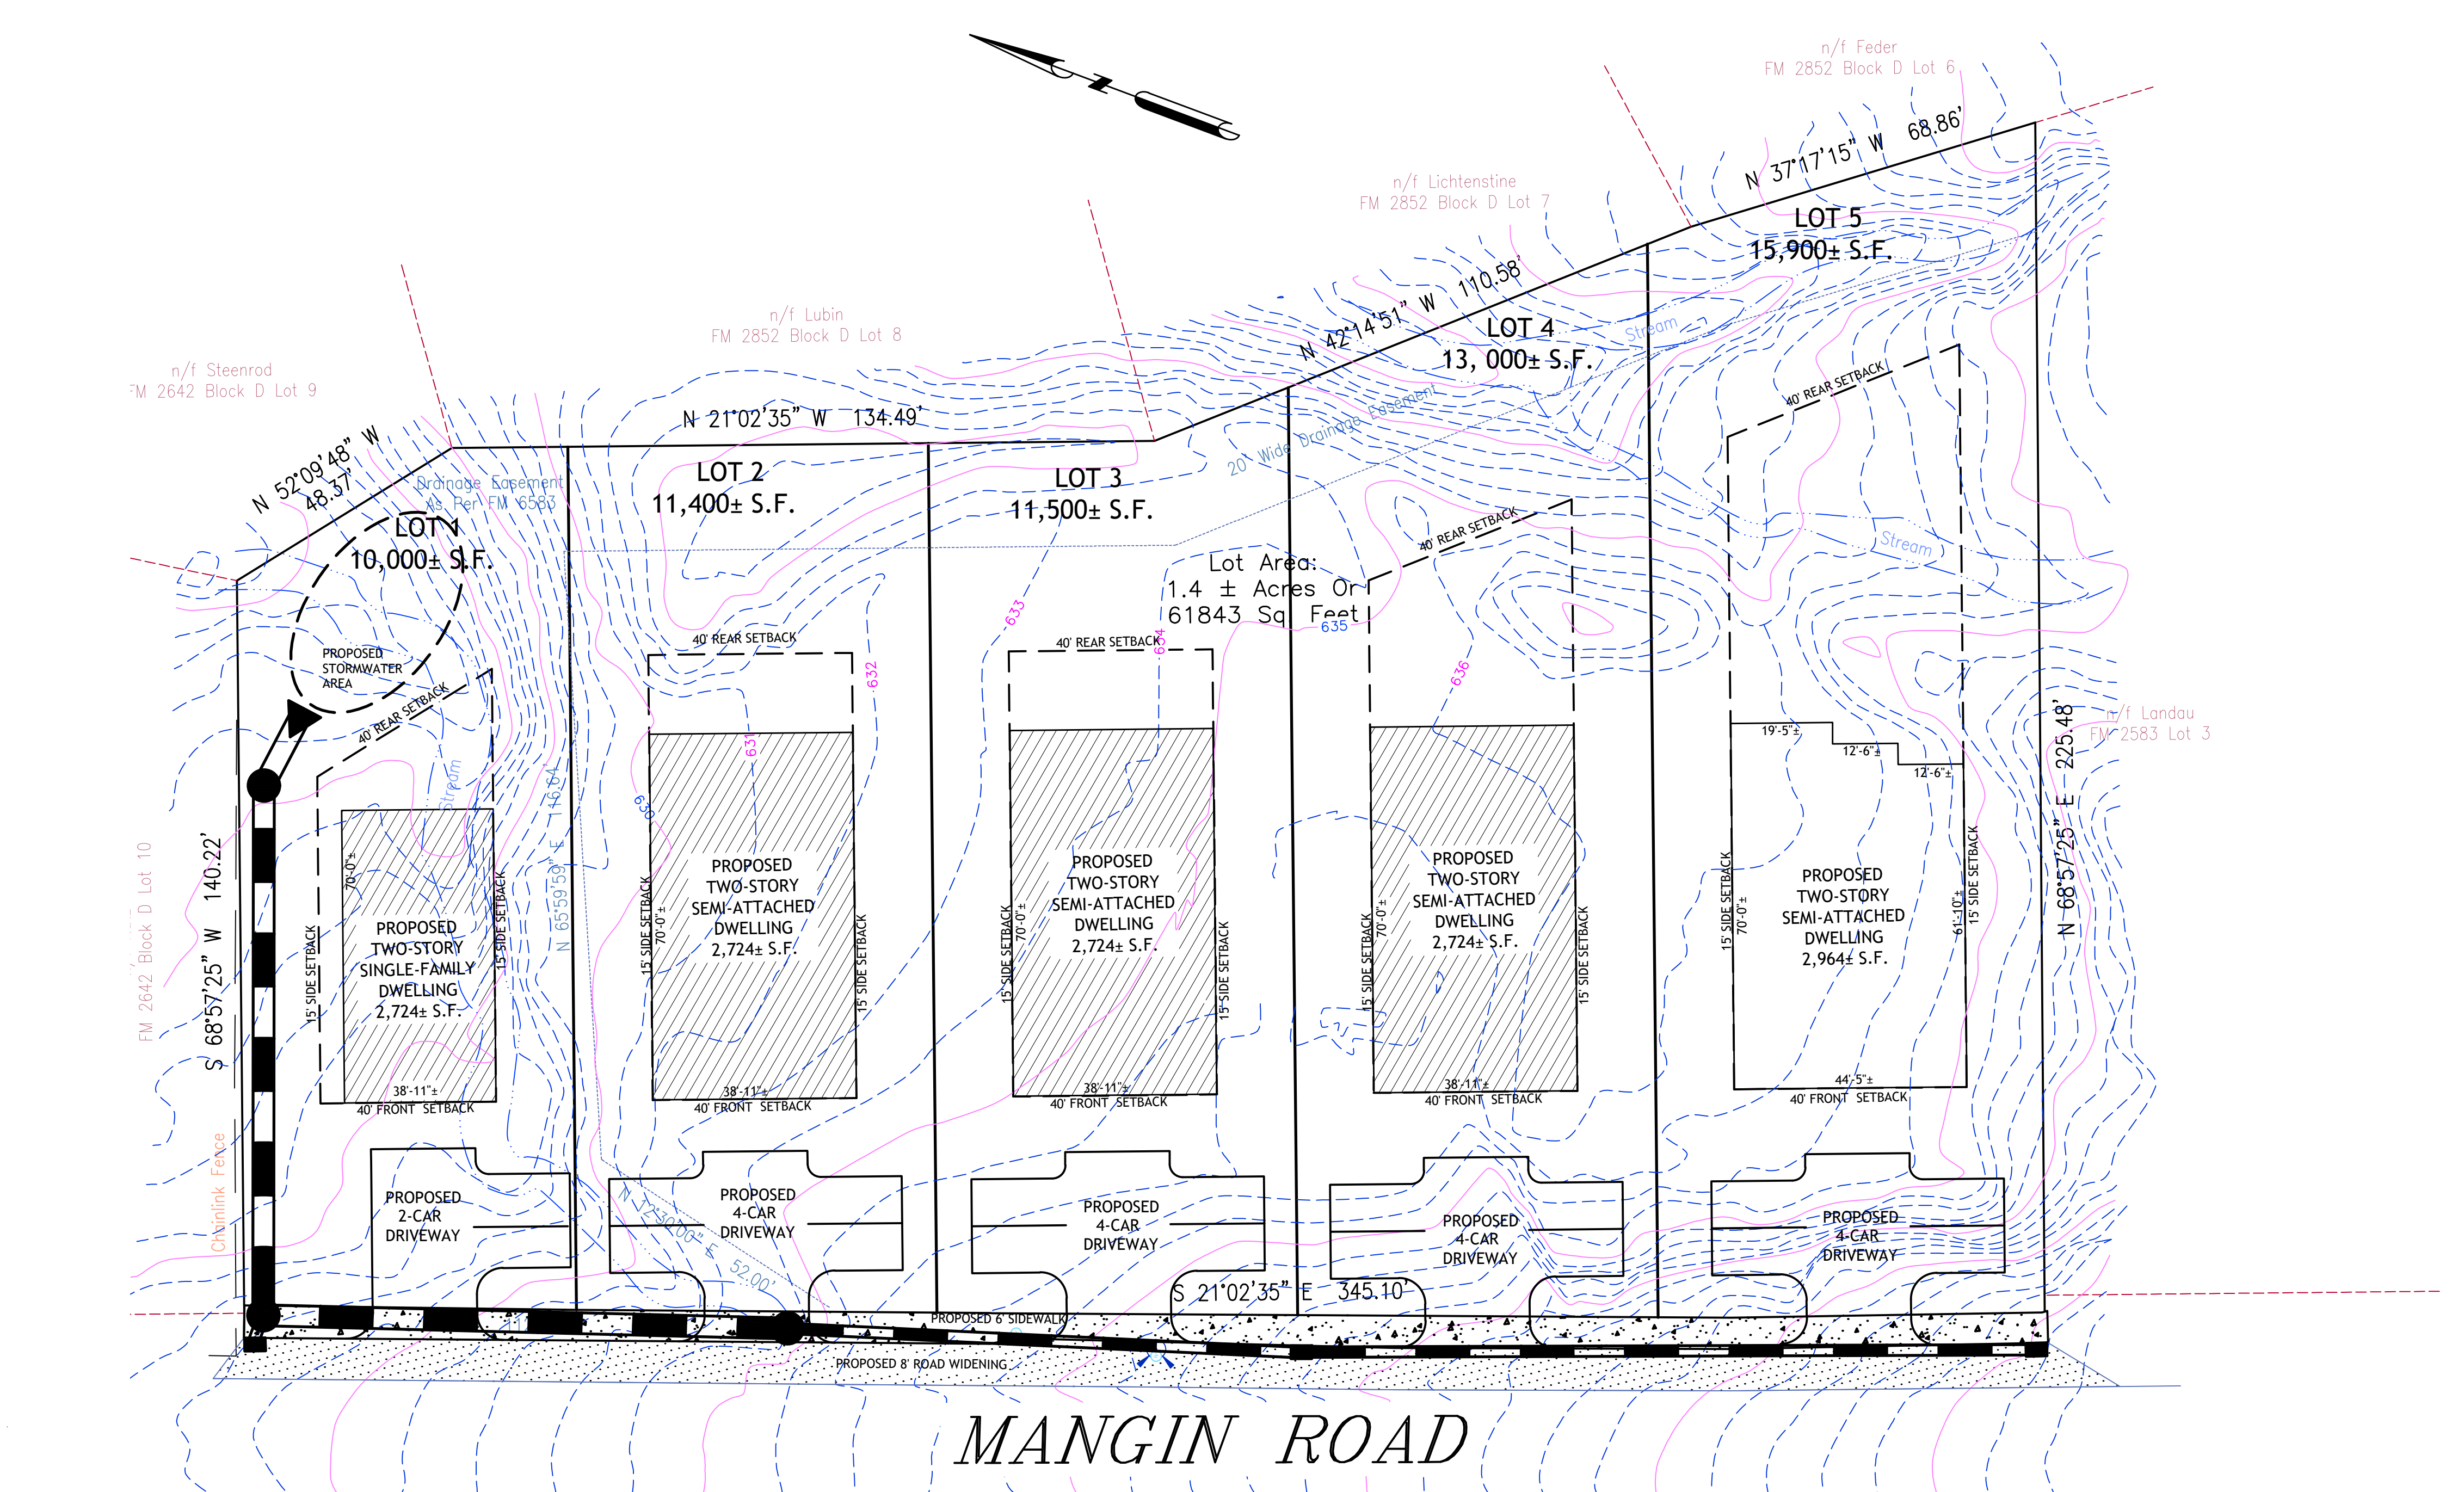 n/f Feder
FM 2852 Block D Lot 6
N 37°17'15" W 68.86'
n/f Lichtenstine
FM 2852 Block D Lot 7
LOT 5
15,900± S.F.
N 42°14'51" W 110.58'
n/f Lubin
FM 2852 Block D Lot 8
LOT 4
13, 000± S.F.
Stream
n/f Steenrod
FM 2642 Block D Lot 9
40' REAR SETBACK
N 21°02'35" W 134.49'
20' Wide Drainage Easement
N 52°09'48" W
48.37'
LOT 2
11,400± S.F.
LOT 3
11,500± S.F.
Drainage Easement
As Per FM 6583
LOT 1
10,000± S.F.
40' REAR SETBACK
Stream
Lot Area:
1.4 ± Acres Or
61843 Sq. Feet
633
634
635
636
632
631
630
40' REAR SETBACK
40' REAR SETBACK
PROPOSED
STORMWATER
AREA
40' REAR SETBACK
n/f Landau
FM 2583 Lot 3
19'-5"±
12'-6"±
12'-6"±
Stream
N 65°59'59" E 116.64'
N 68°57'25" E 225.48'
S 68°57'25" W 140.22'
FM 2642 Block D Lot 10
Chainlink Fence
15' SIDE SETBACK
70'-0"±
PROPOSED
TWO-STORY
SINGLE-FAMILY
DWELLING
2,724± S.F.
15' SIDE SETBACK
38'-11"±
40' FRONT SETBACK
15' SIDE SETBACK
70'-0"±
PROPOSED
TWO-STORY
SEMI-ATTACHED
DWELLING
2,724± S.F.
15' SIDE SETBACK
38'-11"±
40' FRONT SETBACK
15' SIDE SETBACK
70'-0"±
PROPOSED
TWO-STORY
SEMI-ATTACHED
DWELLING
2,724± S.F.
15' SIDE SETBACK
38'-11"±
40' FRONT SETBACK
15' SIDE SETBACK
70'-0"±
PROPOSED
TWO-STORY
SEMI-ATTACHED
DWELLING
2,724± S.F.
15' SIDE SETBACK
38'-11"±
40' FRONT SETBACK
15' SIDE SETBACK
70'-0"±
PROPOSED
TWO-STORY
SEMI-ATTACHED
DWELLING
2,964± S.F.
61'-10"±
15' SIDE SETBACK
44'-5"±
40' FRONT SETBACK
PROPOSED
2-CAR
DRIVEWAY
PROPOSED
4-CAR
DRIVEWAY
PROPOSED
4-CAR
DRIVEWAY
PROPOSED
4-CAR
DRIVEWAY
PROPOSED
4-CAR
DRIVEWAY
N 12°30'00" E 52.00'
S 21°02'35" E 345.10'
PROPOSED 6' SIDEWALK
PROPOSED 8' ROAD WIDENING
MANGIN ROAD